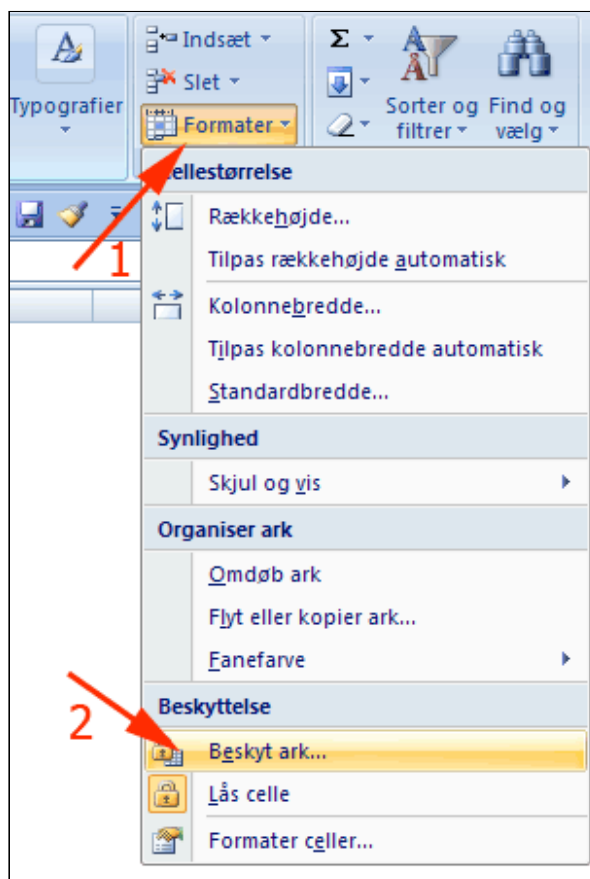 Indsæt
Σ
Slet
Typografier
Formater
Sorter og filtrer
Find og vælg
ellestørrelse
1
Rækkehøjde...
Tilpas rækkehøjde automatisk
Kolonnebredde...
Tilpas kolonnebredde automatisk
Standardbredde...
Synlighed
Skjul og vis
Organiser ark
Omdøb ark
Flyt eller kopier ark...
Fanefarve
Beskyttelse
2
Beskyt ark...
Lås celle
Formater celler...